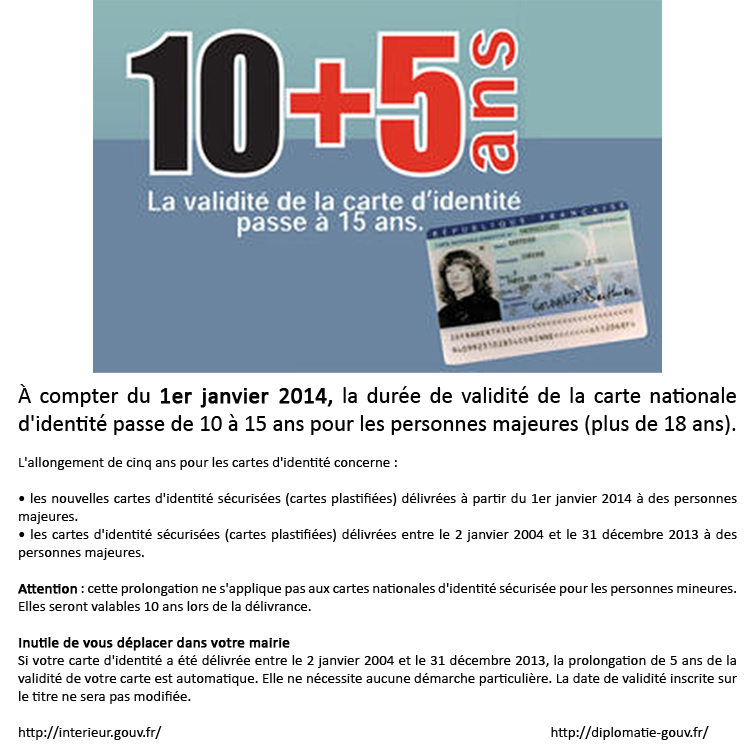 10+5 ans
La validité de la carte d'identité
passe à 15 ans.
RÉPUBLIQUE FRANÇAISE
À compter du 1er janvier 2014, la durée de validité de la carte nationale
d'identité passe de 10 à 15 ans pour les personnes majeures (plus de 18 ans).
L'allongement de cinq ans pour les cartes d'identité concerne :
• les nouvelles cartes d'identité sécurisées (cartes plastifiées) délivrées à partir du 1er janvier 2014 à des personnes
majeures.
• les cartes d'identité sécurisées (cartes plastifiées) délivrées entre le 2 janvier 2004 et le 31 décembre 2013 à des
personnes majeures.
Attention : cette prolongation ne s'applique pas aux cartes nationales d'identité sécurisée pour les personnes mineures.
Elles seront valables 10 ans lors de la délivrance.
Inutile de vous déplacer dans votre mairie
Si votre carte d'identité a été délivrée entre le 2 janvier 2004 et le 31 décembre 2013, la prolongation de 5 ans de la
validité de votre carte est automatique. Elle ne nécessite aucune démarche particulière. La date de validité inscrite sur
le titre ne sera pas modifiée.
http://interieur.gouv.fr/ http://diplomatie-gouv.fr/